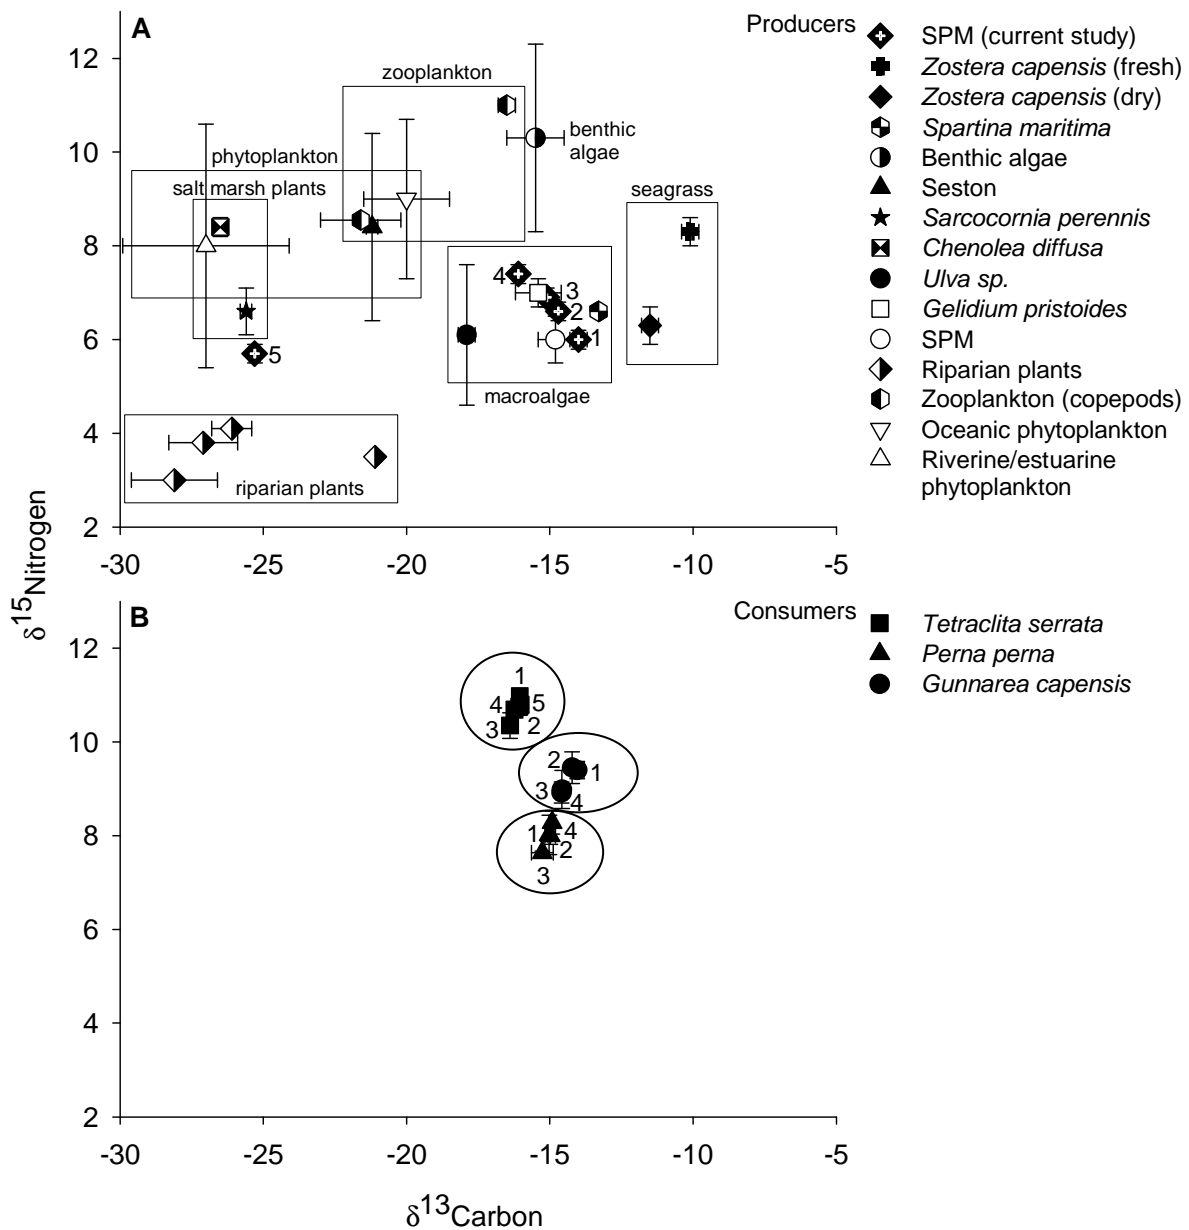 A
Producers
SPM (current study)
Zostera capensis (fresh)
Zostera capensis (dry)
Spartina maritima
Benthic algae
Seston
Sarcocornia perennis
Chenolea diffusa
Ulva sp.
Gelidium pristoides
SPM
Riparian plants
Zooplankton (copepods)
Oceanic phytoplankton
Riverine/estuarine
phytoplankton
12
10
8
6
4
2
zooplankton
benthic
algae
phytoplankton
salt marsh plants
seagrass
4
3
2
1
5
macroalgae
riparian plants
-30
-25
-20
-15
-10
-5
δ15Nitrogen
B
Consumers
Tetraclita serrata
Perna perna
Gunnarea capensis
12
10
8
6
4
2
1
4
5
3
2
2
1
3
4
1
4
2
3
-30
-25
-20
-15
-10
-5
δ13Carbon